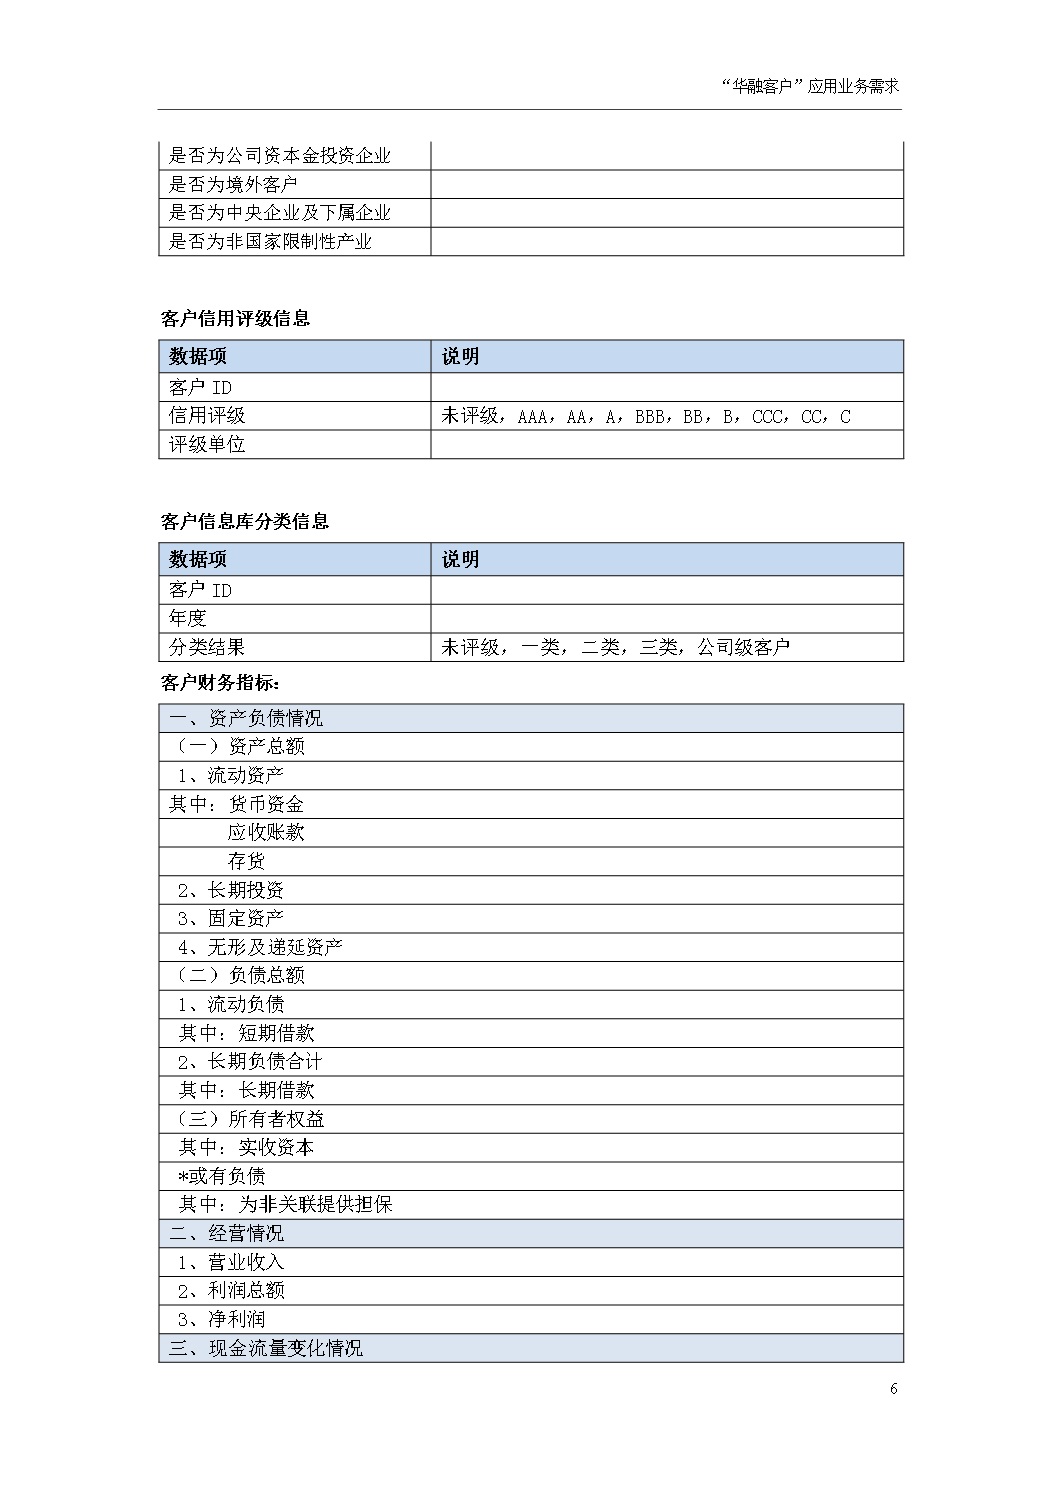 “华融客户”应用业务需求
是否为公司资本金投资企业
是否为境外客户
是否为中央企业及下属企业
是否为非国家限制性产业
客户信用评级信息
数据项 说明
客户 ID
信用评级 未评级，AAA，AA，A，BBB，BB，B，CCC，CC，C
评级单位
客户信息库分类信息
数据项 说明
客户 ID
年度
分类结果 未评级，一类，二类，三类，公司级客户
客户财务指标：
一、资产负债情况
（一）资产总额
1、流动资产
其中：货币资金
应收账款
存货
2、长期投资
3、固定资产
4、无形及递延资产
（二）负债总额
1、流动负债
其中：短期借款
2、长期负债合计
其中：长期借款
（三）所有者权益
其中：实收资本
*或有负债
其中：为非关联提供担保
二、经营情况
1、营业收入
2、利润总额
3、净利润
三、现金流量变化情况
6